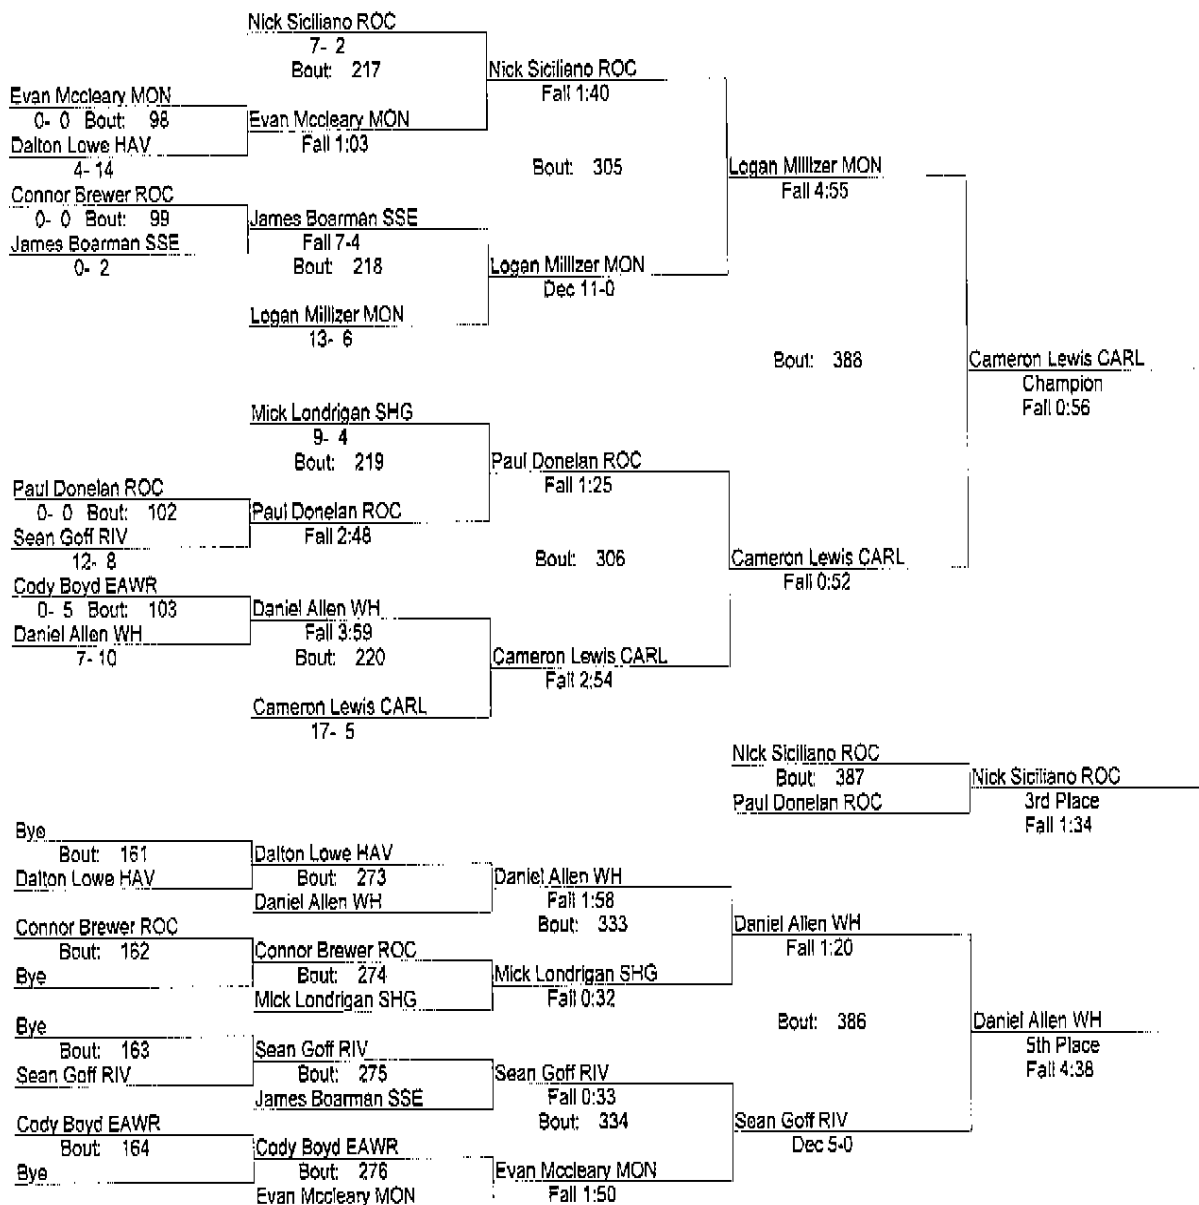 Nick Siciliano ROC
7- 2
Bout: 217
Nick Siciliano ROC
Fall 1:40
Evan Mccleary MON
0- 0 Bout: 98
Evan Mccleary MON
Fall 1:03
Dalton Lowe HAV
4- 14
Bout: 305
Logan Millizer MON
Fall 4:55
Connor Brewer ROC
0- 0 Bout: 99
James Boarman SSE
Fall 7-4
James Boarman SSE
0- 2
Bout: 218
Logan Millizer MON
Dec 11-0
Logan Millizer MON
13- 6
Bout: 388
Cameron Lewis CARL
Champion
Fall 0:56
Mick Londrigan SHG
9- 4
Bout: 219
Paul Donelan ROC
Fall 1:25
Paul Donelan ROC
0- 0 Bout: 102
Paul Donelan ROC
Fall 2:48
Sean Goff RIV
12- 8
Bout: 306
Cameron Lewis CARL
Fall 0:52
Cody Boyd EAWR
0- 5 Bout: 103
Daniel Allen WH
Fall 3:59
Daniel Allen WH
7- 10
Bout: 220
Cameron Lewis CARL
Fall 2:54
Cameron Lewis CARL
17- 5
Nick Siciliano ROC
Bout: 387
Nick Siciliano ROC
3rd Place
Fall 1:34
Paul Donelan ROC
Bye
Bout: 161
Dalton Lowe HAV
Dalton Lowe HAV
Bout: 273
Daniel Allen WH
Daniel Allen WH
Fall 1:58
Bout: 333
Daniel Allen WH
Fall 1:20
Connor Brewer ROC
Bout: 162
Bye
Connor Brewer ROC
Bout: 274
Mick Londrigan SHG
Mick Londrigan SHG
Fall 0:32
Bout: 386
Daniel Allen WH
5th Place
Fall 4:38
Bye
Bout: 163
Sean Goff RIV
Sean Goff RIV
Bout: 275
James Boarman SSE
Sean Goff RIV
Fall 0:33
Bout: 334
Sean Goff RIV
Dec 5-0
Cody Boyd EAWR
Bout: 164
Bye
Cody Boyd EAWR
Bout: 276
Evan Mccleary MON
Evan Mccleary MON
Fall 1:50